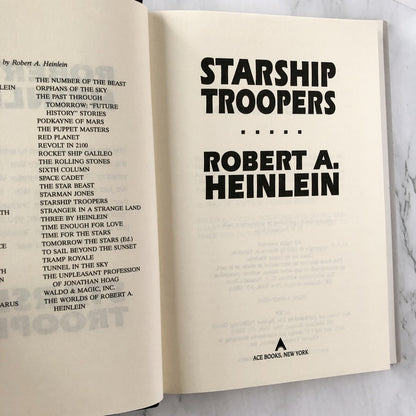 by Robert A. Heinlein
THE NUMBER OF THE BEAST
EINLEIN
ORPHANS OF THE SKY
THE PAST THROUGH
TOMORROW: "FUTURE
HISTORY" STORIES
PODKAYNE OF MARS
THE PUPPET MASTERS
RED PLANET
REVOLT IN 2100
ROCKET SHIP GALILEO
THE ROLLING STONES
SIXTH COLUMN
SPACE CADET
THE STAR BEAST
STARMAN JONES
STARSHIP TROOPERS
TH
STRANGER IN A STRANGE LAND
THREE BY HEINLEIN
TIME ENOUGH FOR LOVE
TIME FOR THE STARS
TOMORROW THE STARS (Ed.)
TO SAIL BEYOND THE SUNSET
TRAMP ROYALE
TUNNEL IN THE SKY
TH
THE UNPLEASANT PROFESSION
OF JONATHAN HOAG
WALDO & MAGIC, INC.
ARUS
THE WORLDS OF ROBERT A.
HEINLEIN
STARSHIP
TROOPERS
ROBERT A.
HEINLEIN
ACE BOOKS, NEW YORK